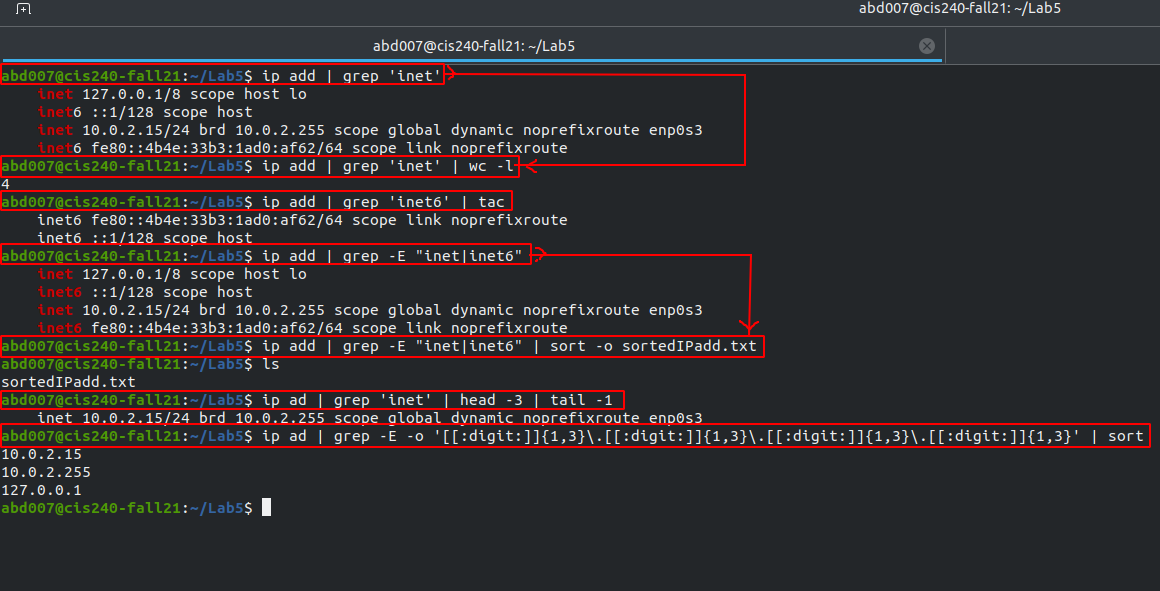 abd007@cis240-fall21: ~/Lab5
abd007@cis240-fall21: ~/Lab5
abd007@cis240-fall21:~/Lab5$ ip add | grep 'inet'
    inet 127.0.0.1/8 scope host lo
    inet6 ::1/128 scope host
    inet 10.0.2.15/24 brd 10.0.2.255 scope global dynamic noprefixroute enp0s3
    inet6 fe80::4b4e:33b3:1ad0:af62/64 scope link noprefixroute
abd007@cis240-fall21:~/Lab5$ ip add | grep 'inet' | wc -l
4
abd007@cis240-fall21:~/Lab5$ ip add | grep 'inet6' | tac
    inet6 fe80::4b4e:33b3:1ad0:af62/64 scope link noprefixroute
    inet6 ::1/128 scope host
abd007@cis240-fall21:~/Lab5$ ip add | grep -E "inet|inet6"
    inet 127.0.0.1/8 scope host lo
    inet6 ::1/128 scope host
    inet 10.0.2.15/24 brd 10.0.2.255 scope global dynamic noprefixroute enp0s3
    inet6 fe80::4b4e:33b3:1ad0:af62/64 scope link noprefixroute
abd007@cis240-fall21:~/Lab5$ ip add | grep -E "inet|inet6" | sort -o sortedIPadd.txt
abd007@cis240-fall21:~/Lab5$ ls
sortedIPadd.txt
abd007@cis240-fall21:~/Lab5$ ip ad | grep 'inet' | head -3 | tail -1
    inet 10.0.2.15/24 brd 10.0.2.255 scope global dynamic noprefixroute enp0s3
abd007@cis240-fall21:~/Lab5$ ip ad | grep -E -o '[[:digit:]]{1,3}\.[[:digit:]]{1,3}\.[[:digit:]]{1,3}\.[[:digit:]]{1,3}' | sort
10.0.2.15
10.0.2.255
127.0.0.1
abd007@cis240-fall21:~/Lab5$